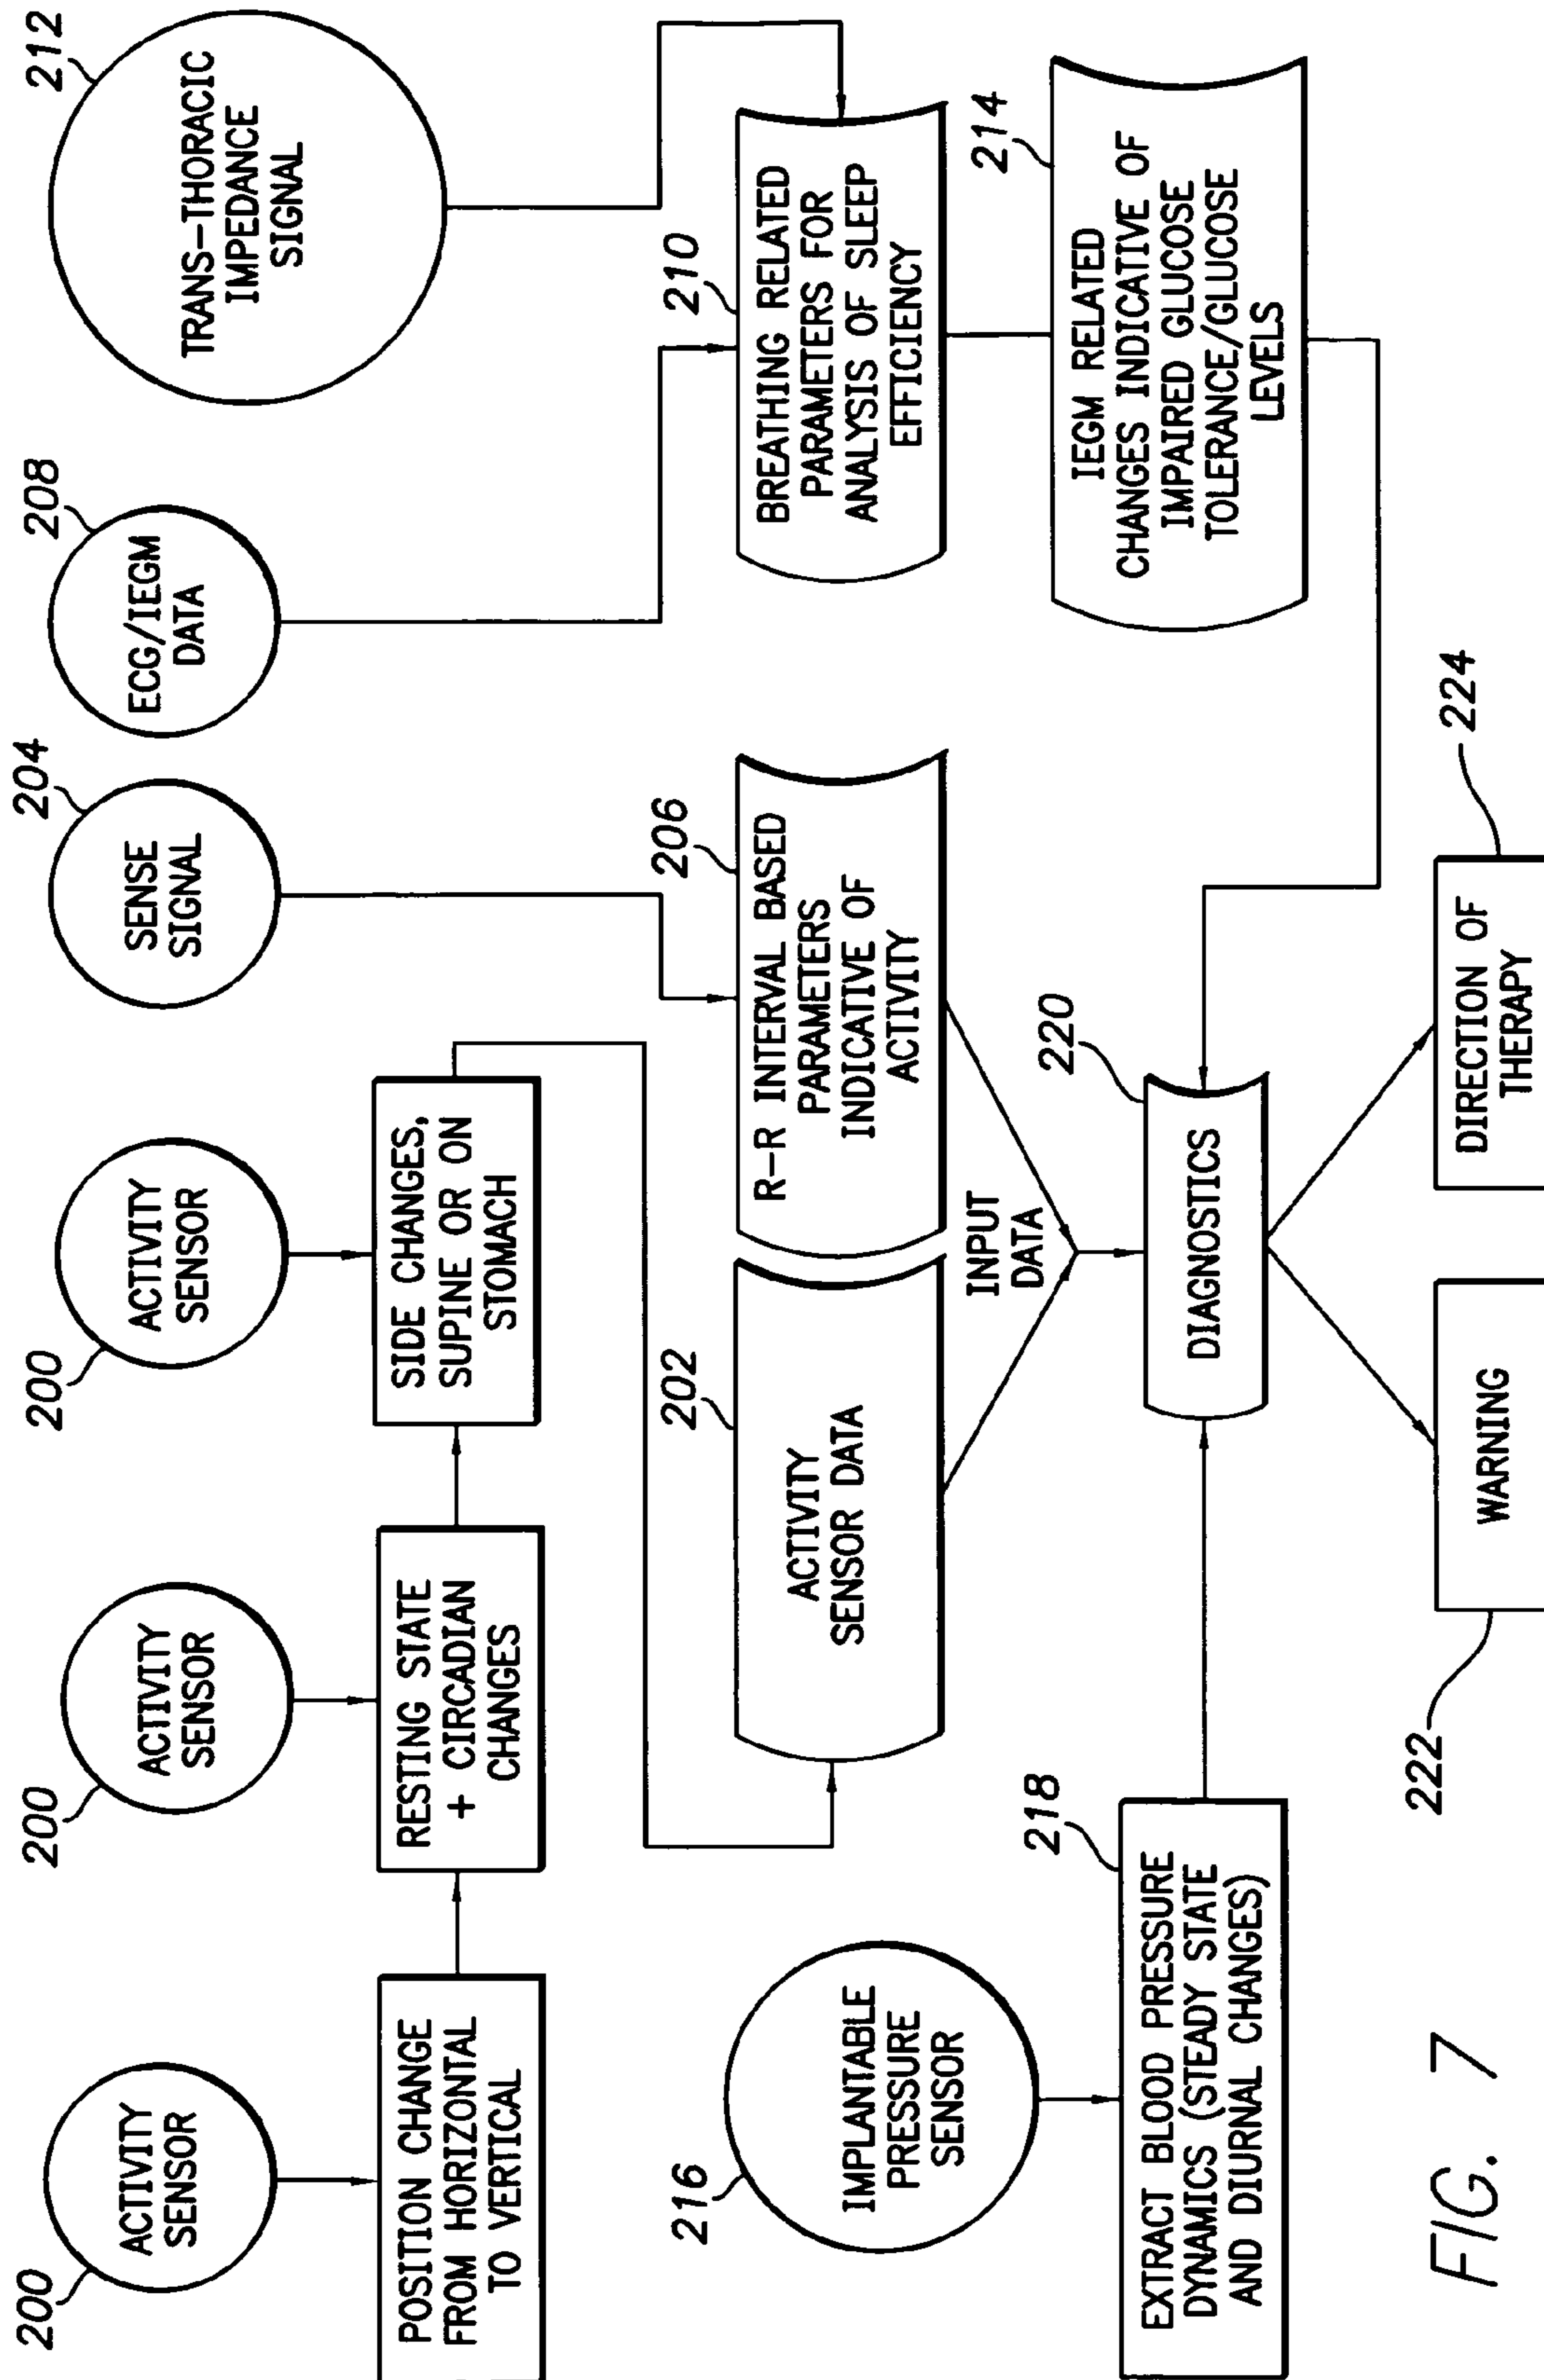 200
ACTIVITY
SENSOR
200
ACTIVITY
SENSOR
200
ACTIVITY
SENSOR
204
SENSE
SIGNAL
208
ECG/IEGM
DATA
212
TRANS-THORACIC
IMPEDANCE
SIGNAL
POSITION CHANGE
FROM HORIZONTAL
TO VERTICAL
RESTING STATE
+ CIRCADIAN
CHANGES
SIDE CHANGES,
SUPINE OR ON
STOMACH
216
IMPLANTABLE
PRESSURE
SENSOR
202
ACTIVITY
SENSOR DATA
206
R-R INTERVAL BASED
PARAMETERS
INDICATIVE OF
ACTIVITY
210
BREATHING RELATED
PARAMETERS FOR
ANALYSIS OF SLEEP
EFFICIENCY
INPUT
DATA
214
IEGM RELATED
CHANGES INDICATIVE OF
IMPAIRED GLUCOSE
TOLERANCE/GLUCOSE
LEVELS
218
EXTRACT BLOOD PRESSURE
DYNAMICS (STEADY STATE
AND DIURNAL CHANGES)
220
DIAGNOSTICS
222
WARNING
224
DIRECTION OF
THERAPY
FIG. 7